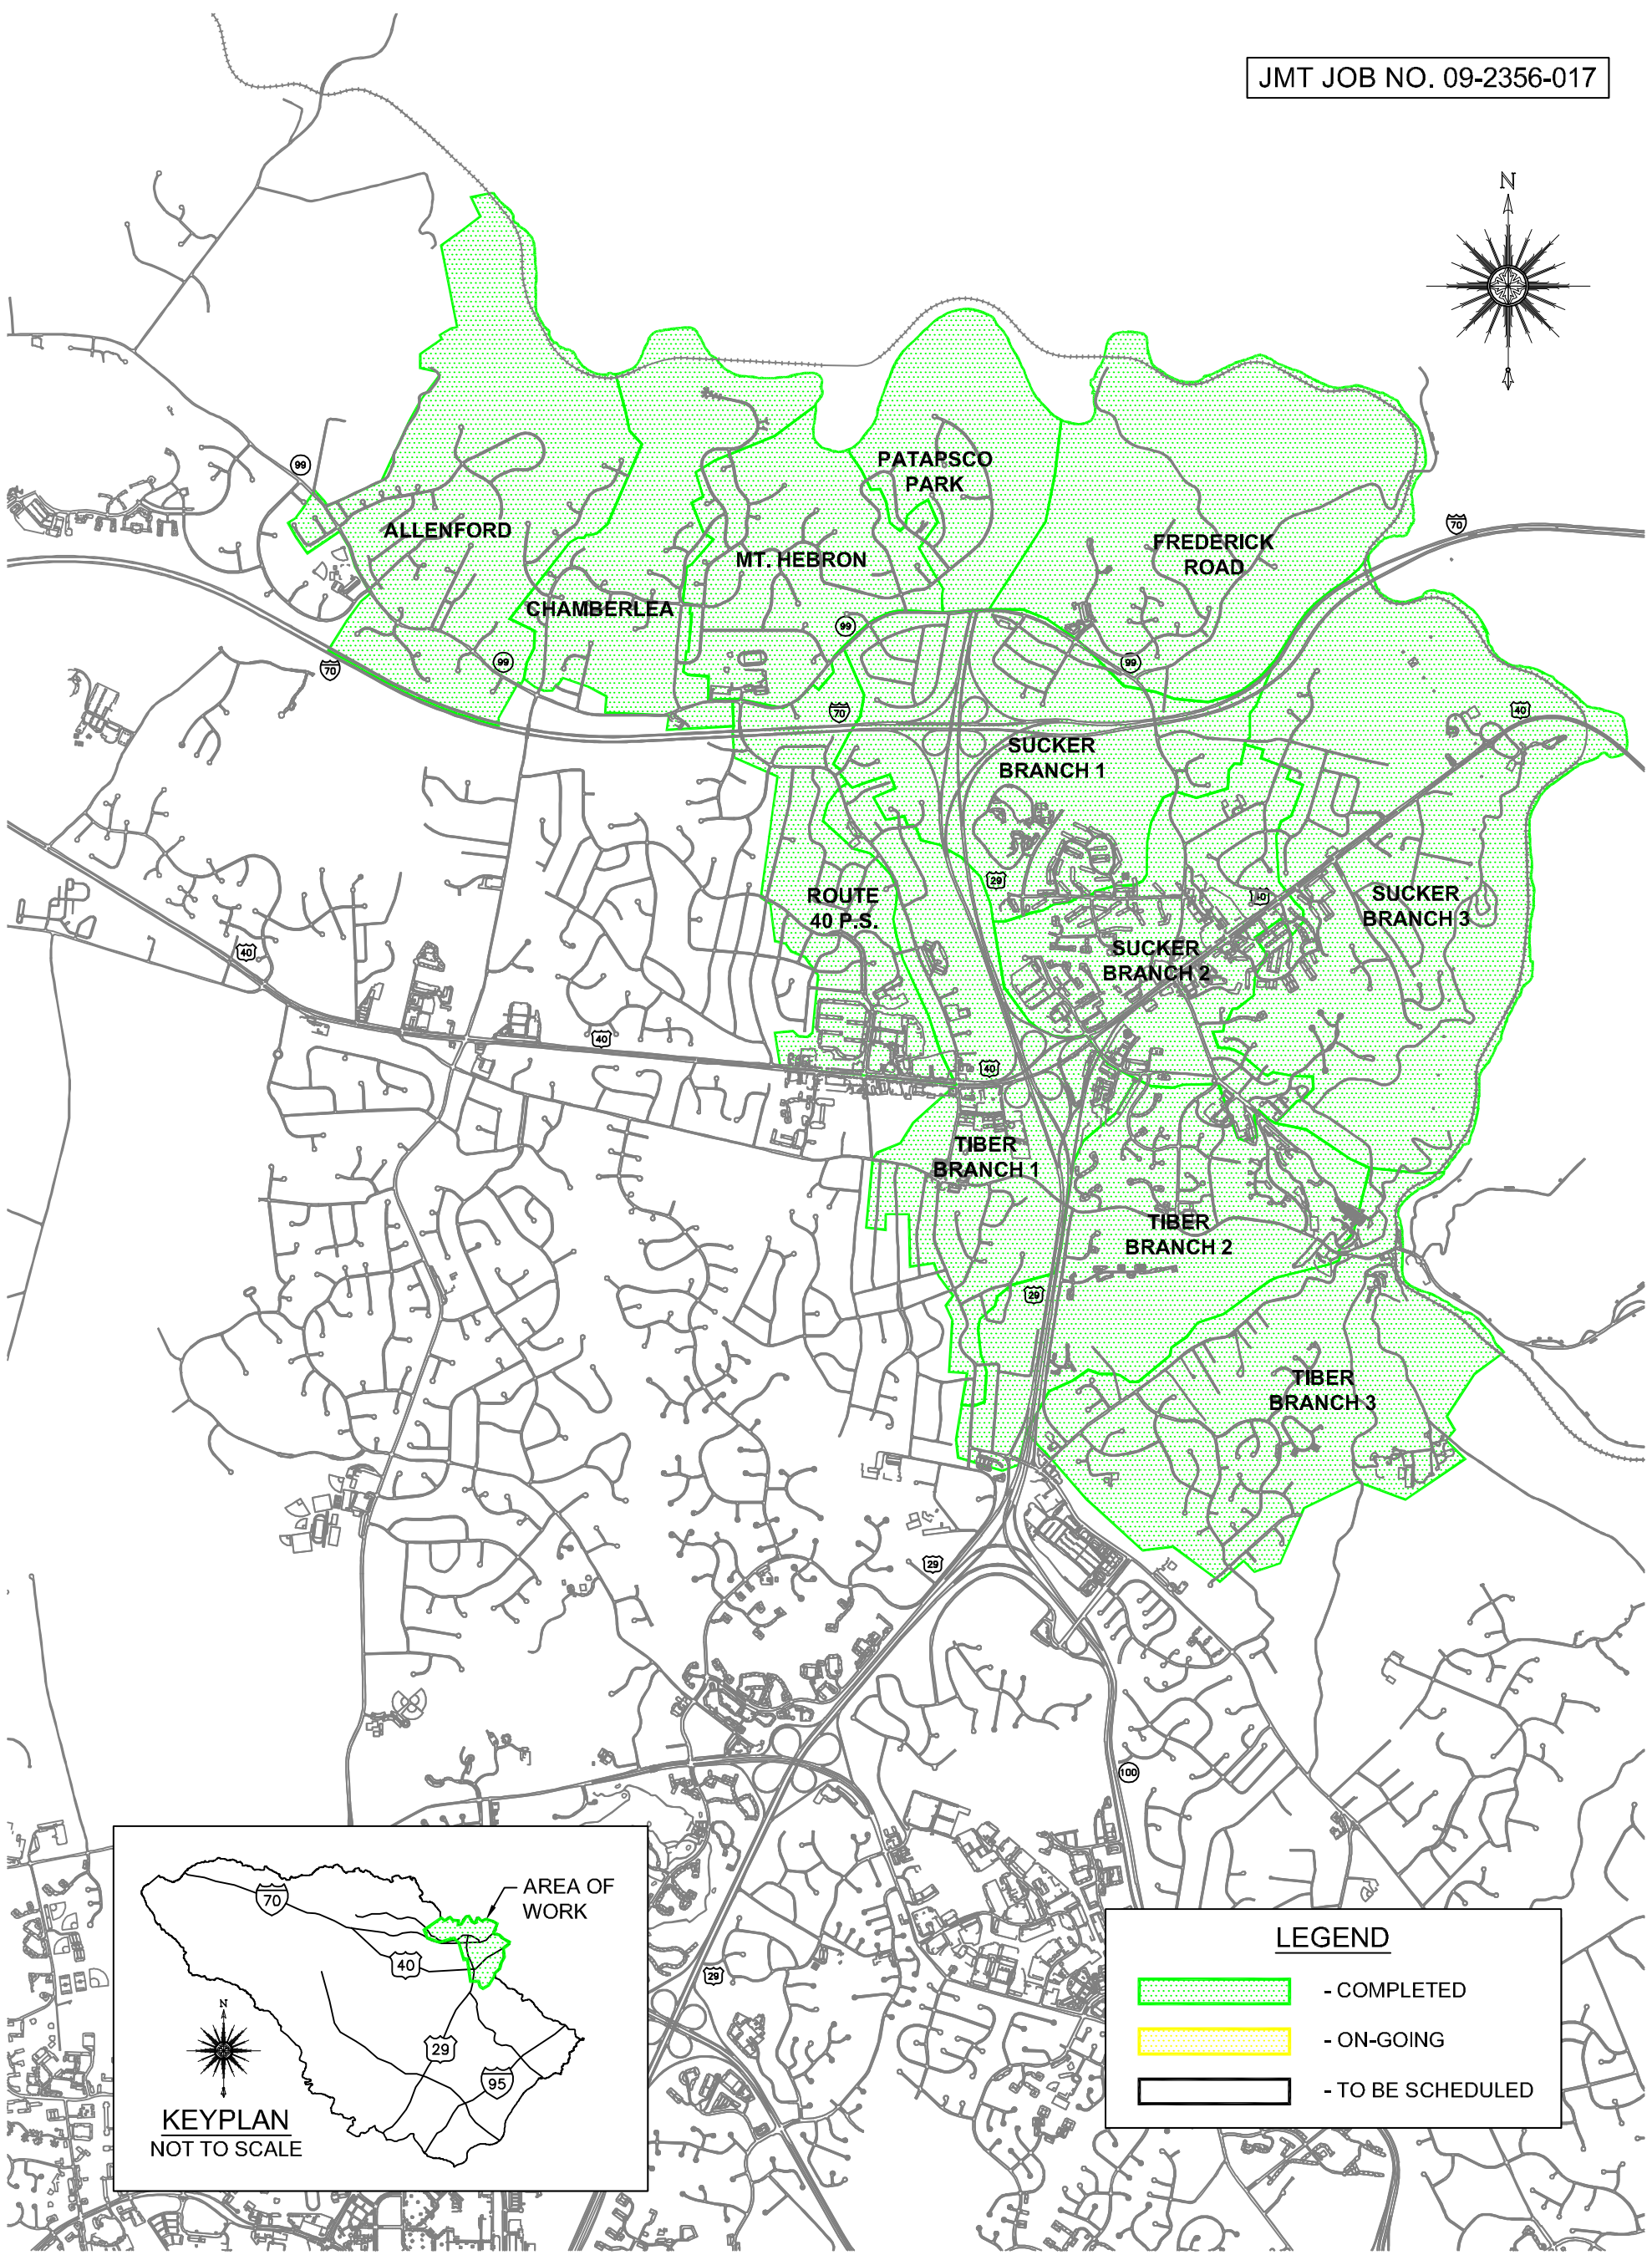 JMT JOB NO. 09-2356-017
N
99
PATAPSCO
PARK
ALLENFORD
70
FREDERICK
ROAD
MT. HEBRON
CHAMBERLEA
99
99
99
70
70
40
SUCKER
BRANCH 1
29
ROUTE
40 P.S.
40
SUCKER
BRANCH 3
40
SUCKER
BRANCH 2
40
40
TIBER
BRANCH 1
TIBER
BRANCH 2
29
TIBER
BRANCH 3
29
100
29
AREA OF
WORK
70
40
29
95
N
KEYPLAN
NOT TO SCALE
LEGEND
- COMPLETED
- ON-GOING
- TO BE SCHEDULED